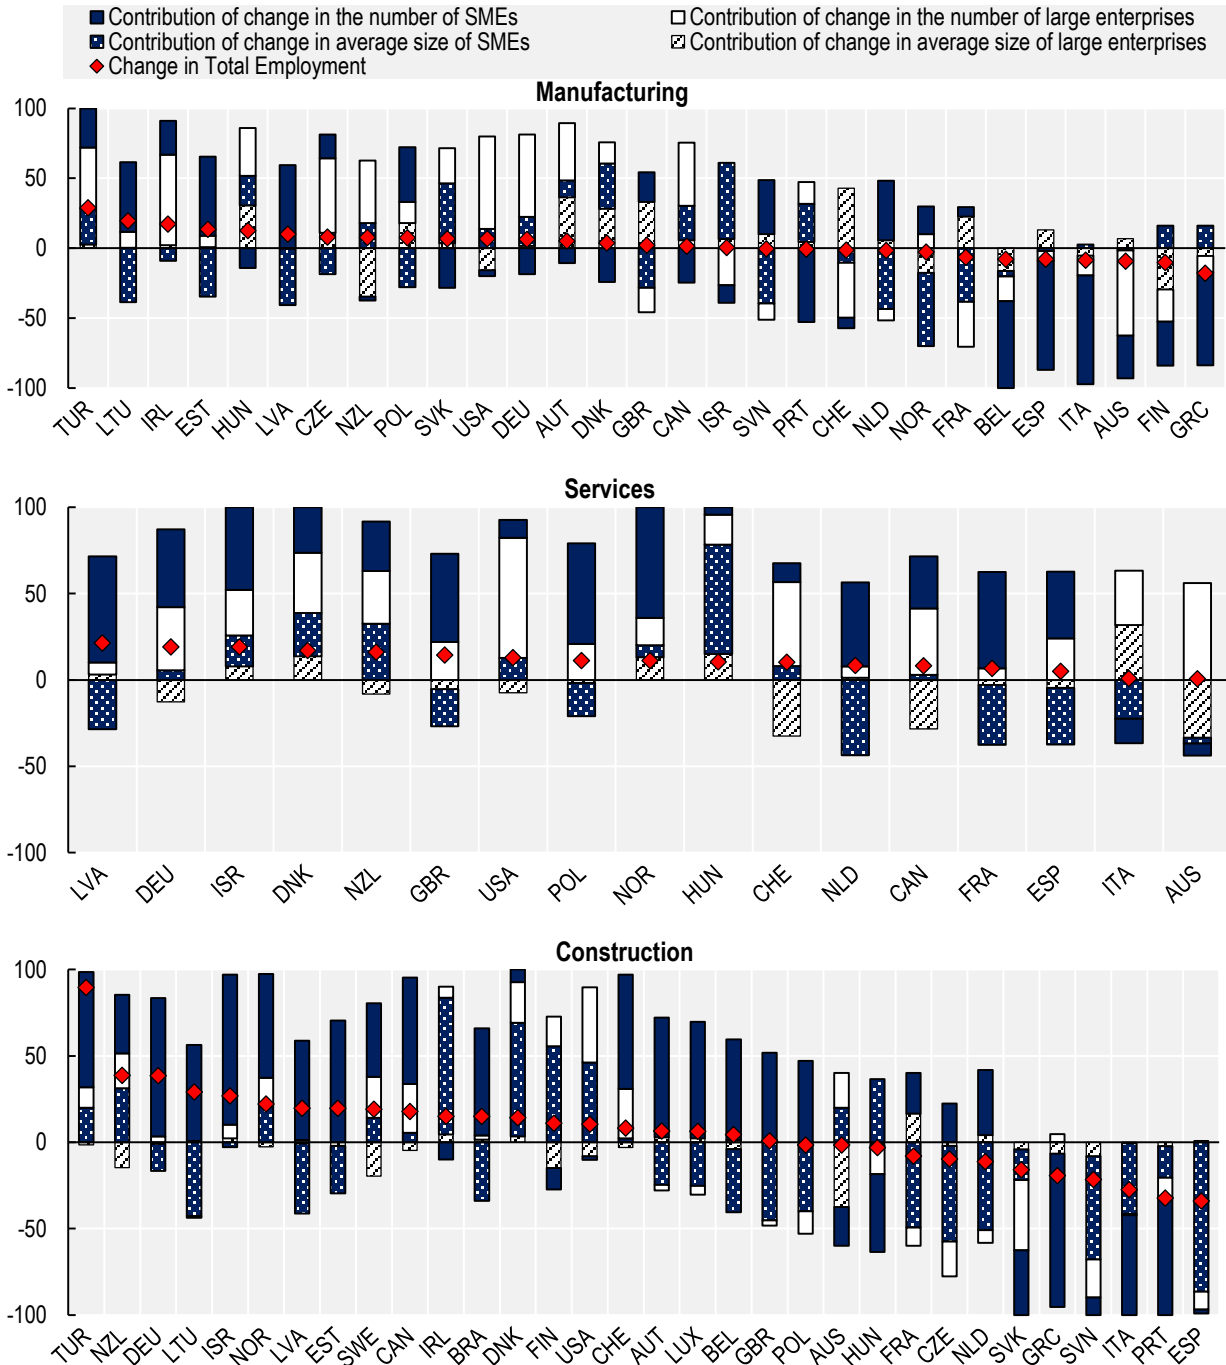 Contribution of change in the number of SMEs
Contribution of change in the number of large enterprises
Contribution of change in average size of SMEs
Contribution of change in average size of large enterprises
Change in Total Employment
Manufacturing
100
50
0
-50
-100
TUR LTU IRL EST HUN LVA CZE NZL POL SVK USA DEU AUT DNK GBR CAN ISR SVN PRT CHE NLD NOR FRA BEL ESP ITA AUS FIN GRC
Services
100
50
0
-50
-100
LVA DEU ISR DNK NZL GBR USA POL NOR HUN CHE NLD CAN FRA ESP ITA AUS
Construction
100
50
0
-50
-100
TUR NZL DEU LTU ISR NOR LVA EST SWE CAN IRL BRA DNK FIN USA CHE AUT LUX BEL GBR POL AUS HUN FRA CZE NLD SVK GRC SVN ITA PRT ESP